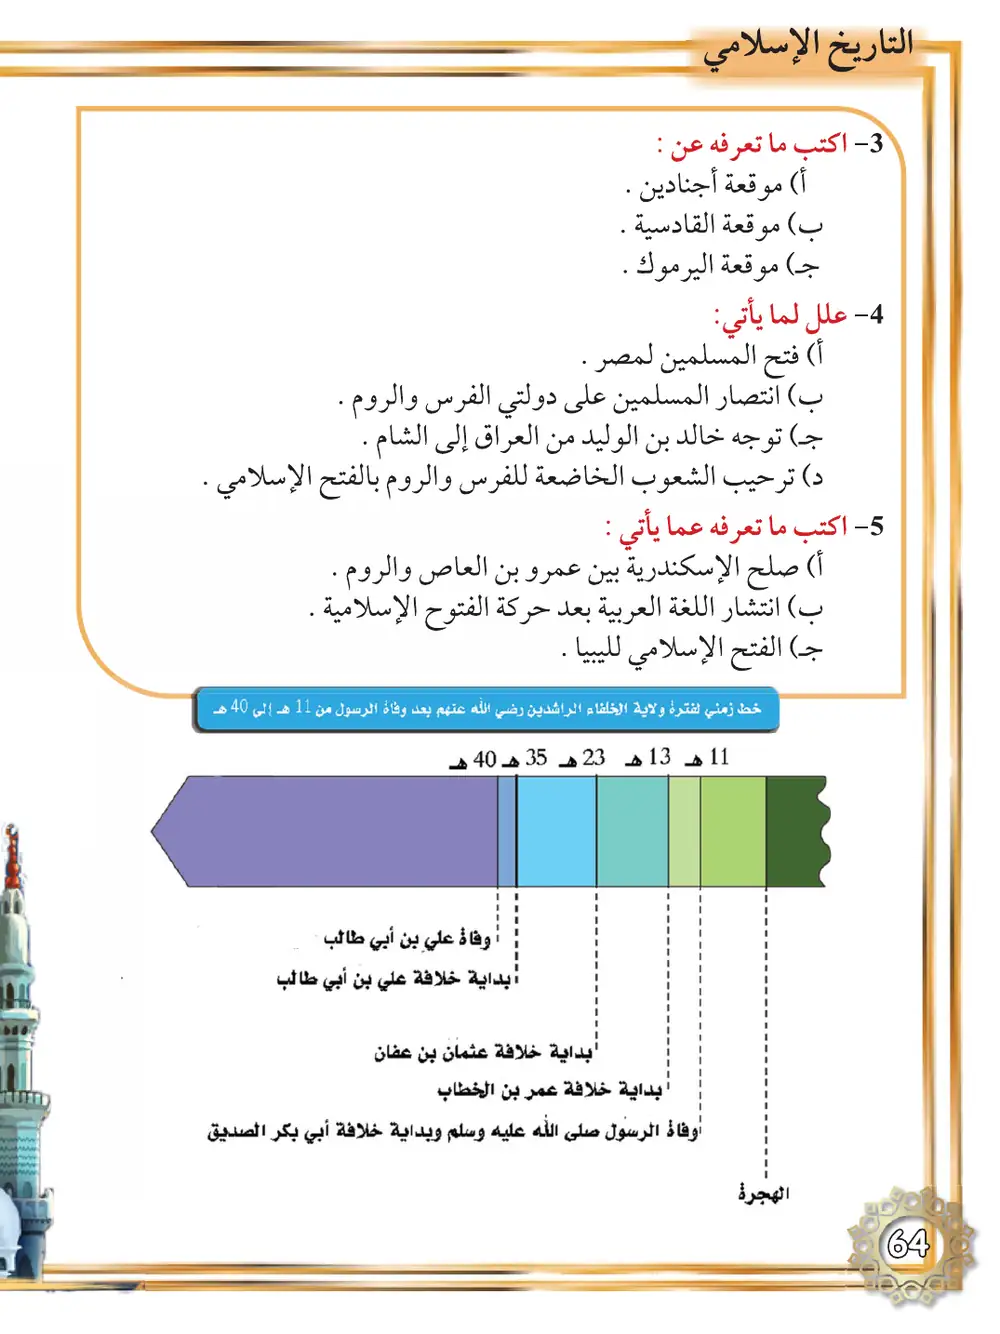 التاريخ الإسلامي
3- اكتب ما تعرفه عن :
أ) موقعة أجنادين .
ب) موقعة القادسية .
جـ) موقعة اليرموك .
4- علل لما يأتي:
أ) فتح المسلمين لمصر .
ب) انتصار المسلمين على دولتي الفرس والروم .
جـ) توجه خالد بن الوليد من العراق إلى الشام .
د) ترحيب الشعوب الخاضعة للفرس والروم بالفتح الإسلامي .
5- اكتب ما تعرفه عما يأتي :
أ) صلح الإسكندرية بين عمرو بن العاص والروم .
ب) انتشار اللغة العربية بعد حركة الفتوح الإسلامية .
جـ) الفتح الإسلامي لليبيا .
خط زمني لفترة ولاية الخلفاء الراشدين رضي الله عنهم بعد وفاة الرسول من 11 هـ إلى 40 هـ
11 هـ 13 هـ 23 هـ 35 هـ 40 هـ
وفاة علي بن أبي طالب
بداية خلافة علي بن أبي طالب
بداية خلافة عثمان بن عفان
بداية خلافة عمر بن الخطاب
وفاة الرسول صلى الله عليه وسلم وبداية خلافة أبي بكر الصديق
الهجرة
64